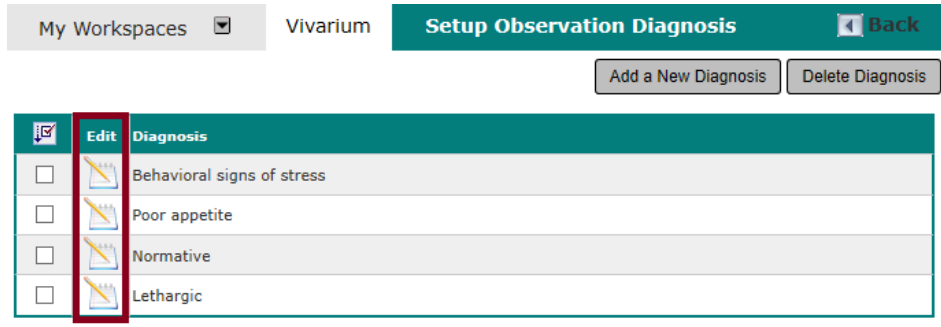 My Workspaces Vivarium Setup Observation Diagnosis Back
Add a New Diagnosis Delete Diagnosis
Edit Diagnosis
Behavioral signs of stress
Poor appetite
Normative
Lethargic